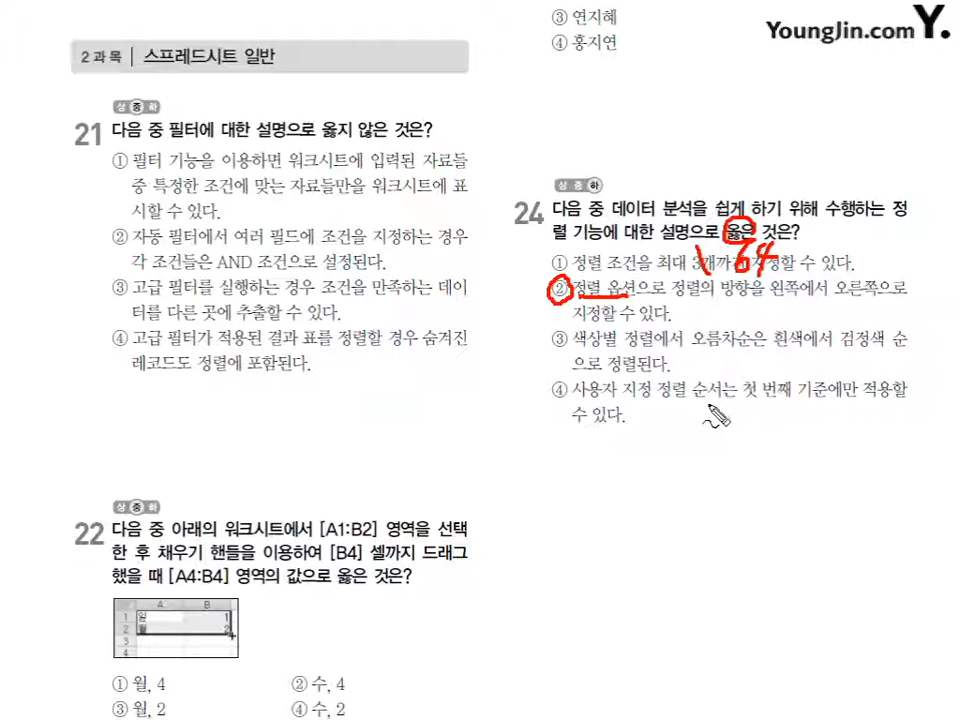 2과목 | 스프레드시트 일반
상 중 하
21 다음 중 필터에 대한 설명으로 옳지 않은 것은?
① 필터 기능을 이용하면 워크시트에 입력된 자료들
중 특정한 조건에 맞는 자료들만을 워크시트에 표
시할 수 있다.
② 자동 필터에서 여러 필드에 조건을 지정하는 경우
각 조건들은 AND 조건으로 설정된다.
③ 고급 필터를 실행하는 경우 조건을 만족하는 데이
터를 다른 곳에 추출할 수 있다.
④ 고급 필터가 적용된 결과 표를 정렬할 경우 숨겨진
레코드도 정렬에 포함된다.
상 중 하
22 다음 중 아래의 워크시트에서 [A1:B2] 영역을 선택
한 후 채우기 핸들을 이용하여 [B4] 셀까지 드래그
했을 때 [A4:B4] 영역의 값으로 옳은 것은?
A B
1 일 1
2 월 2
3
4
① 월, 4 ② 수, 4
③ 월, 2 ④ 수, 2
③ 연지혜
④ 홍지연
YoungJin.com Y.
상 중 하
24 다음 중 데이터 분석을 쉽게 하기 위해 수행하는 정
렬 기능에 대한 설명으로 옳은 것은?
64
① 정렬 조건을 최대 3개까지 지정할 수 있다.
② 정렬 옵션으로 정렬의 방향을 왼쪽에서 오른쪽으로
지정할 수 있다.
③ 색상별 정렬에서 오름차순은 흰색에서 검정색 순
으로 정렬된다.
④ 사용자 지정 정렬 순서는 첫 번째 기준에만 적용할
수 있다.